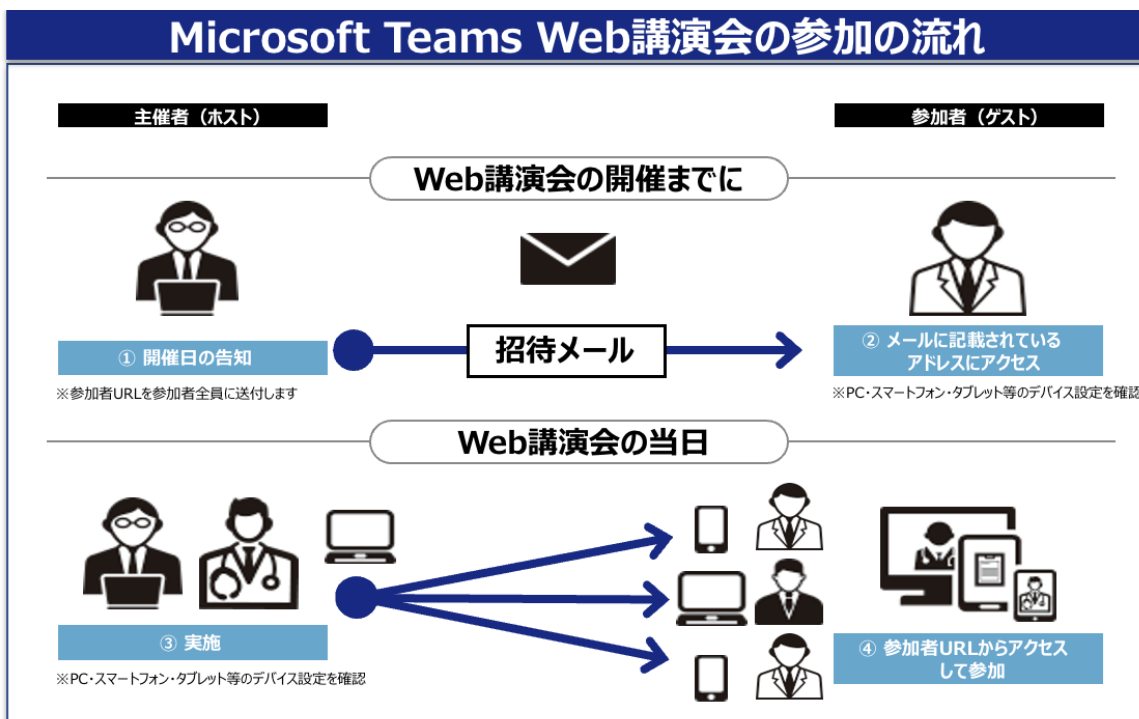 Microsoft Teams Web講演会の参加の流れ
主催者（ホスト）
参加者（ゲスト）
Web講演会の開催までに
招待メール
① 開催日の告知
② メールに記載されている
アドレスにアクセス
※参加者URLを参加者全員に送付します
※PC・スマートフォン・タブレット等のデバイス設定を確認
Web講演会の当日
③ 実施
④ 参加者URLからアクセス
して参加
※PC・スマートフォン・タブレット等のデバイス設定を確認